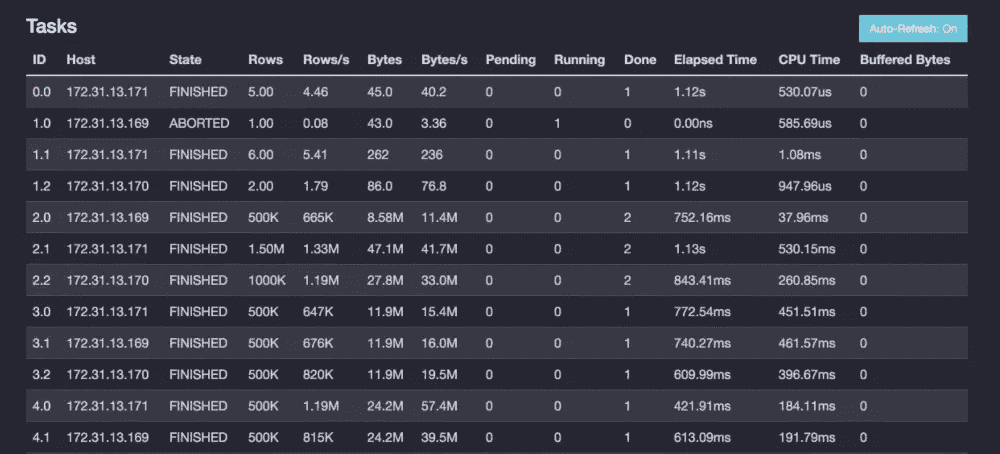 Tasks
Auto-Refresh: On
ID Host State Rows Rows/s Bytes Bytes/s Pending Running Done Elapsed Time CPU Time Buffered Bytes
0.0 172.31.13.171 FINISHED 5.00 4.46 45.0 40.2 0 0 1 1.12s 530.07us 0
1.0 172.31.13.169 ABORTED 1.00 0.08 43.0 3.36 0 1 0 0.00ns 585.69us 0
1.1 172.31.13.171 FINISHED 6.00 5.41 262 236 0 0 1 1.11s 1.08ms 0
1.2 172.31.13.170 FINISHED 2.00 1.79 86.0 76.8 0 0 1 1.12s 947.96us 0
2.0 172.31.13.169 FINISHED 500K 665K 8.58M 11.4M 0 0 2 752.16ms 37.96ms 0
2.1 172.31.13.171 FINISHED 1.50M 1.33M 47.1M 41.7M 0 0 2 1.13s 530.15ms 0
2.2 172.31.13.170 FINISHED 1000K 1.19M 27.8M 33.0M 0 0 2 843.41ms 260.85ms 0
3.0 172.31.13.171 FINISHED 500K 647K 11.9M 15.4M 0 0 1 772.54ms 451.51ms 0
3.1 172.31.13.169 FINISHED 500K 676K 11.9M 16.0M 0 0 1 740.27ms 461.57ms 0
3.2 172.31.13.170 FINISHED 500K 820K 11.9M 19.5M 0 0 1 609.99ms 396.67ms 0
4.0 172.31.13.171 FINISHED 500K 1.19M 24.2M 57.4M 0 0 1 421.91ms 184.11ms 0
4.1 172.31.13.169 FINISHED 500K 815K 24.2M 39.5M 0 0 1 613.09ms 191.79ms 0